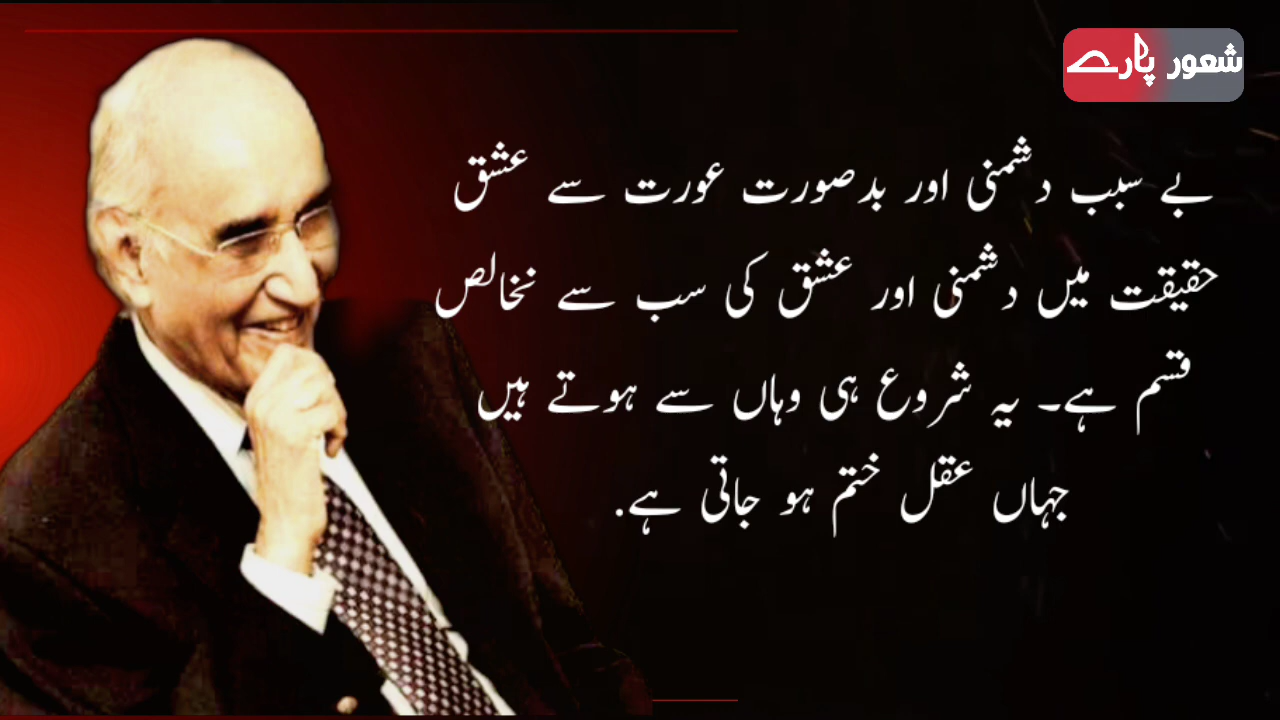 شعور پارے
بے سبب دشمنی اور بدصورت عورت سے عشق
حقیقت میں دشمنی اور عشق کی سب سے نخالص
قسم ہے۔ یہ شروع ہی وہاں سے ہوتے ہیں
جہاں عقل ختم ہو جاتی ہے.